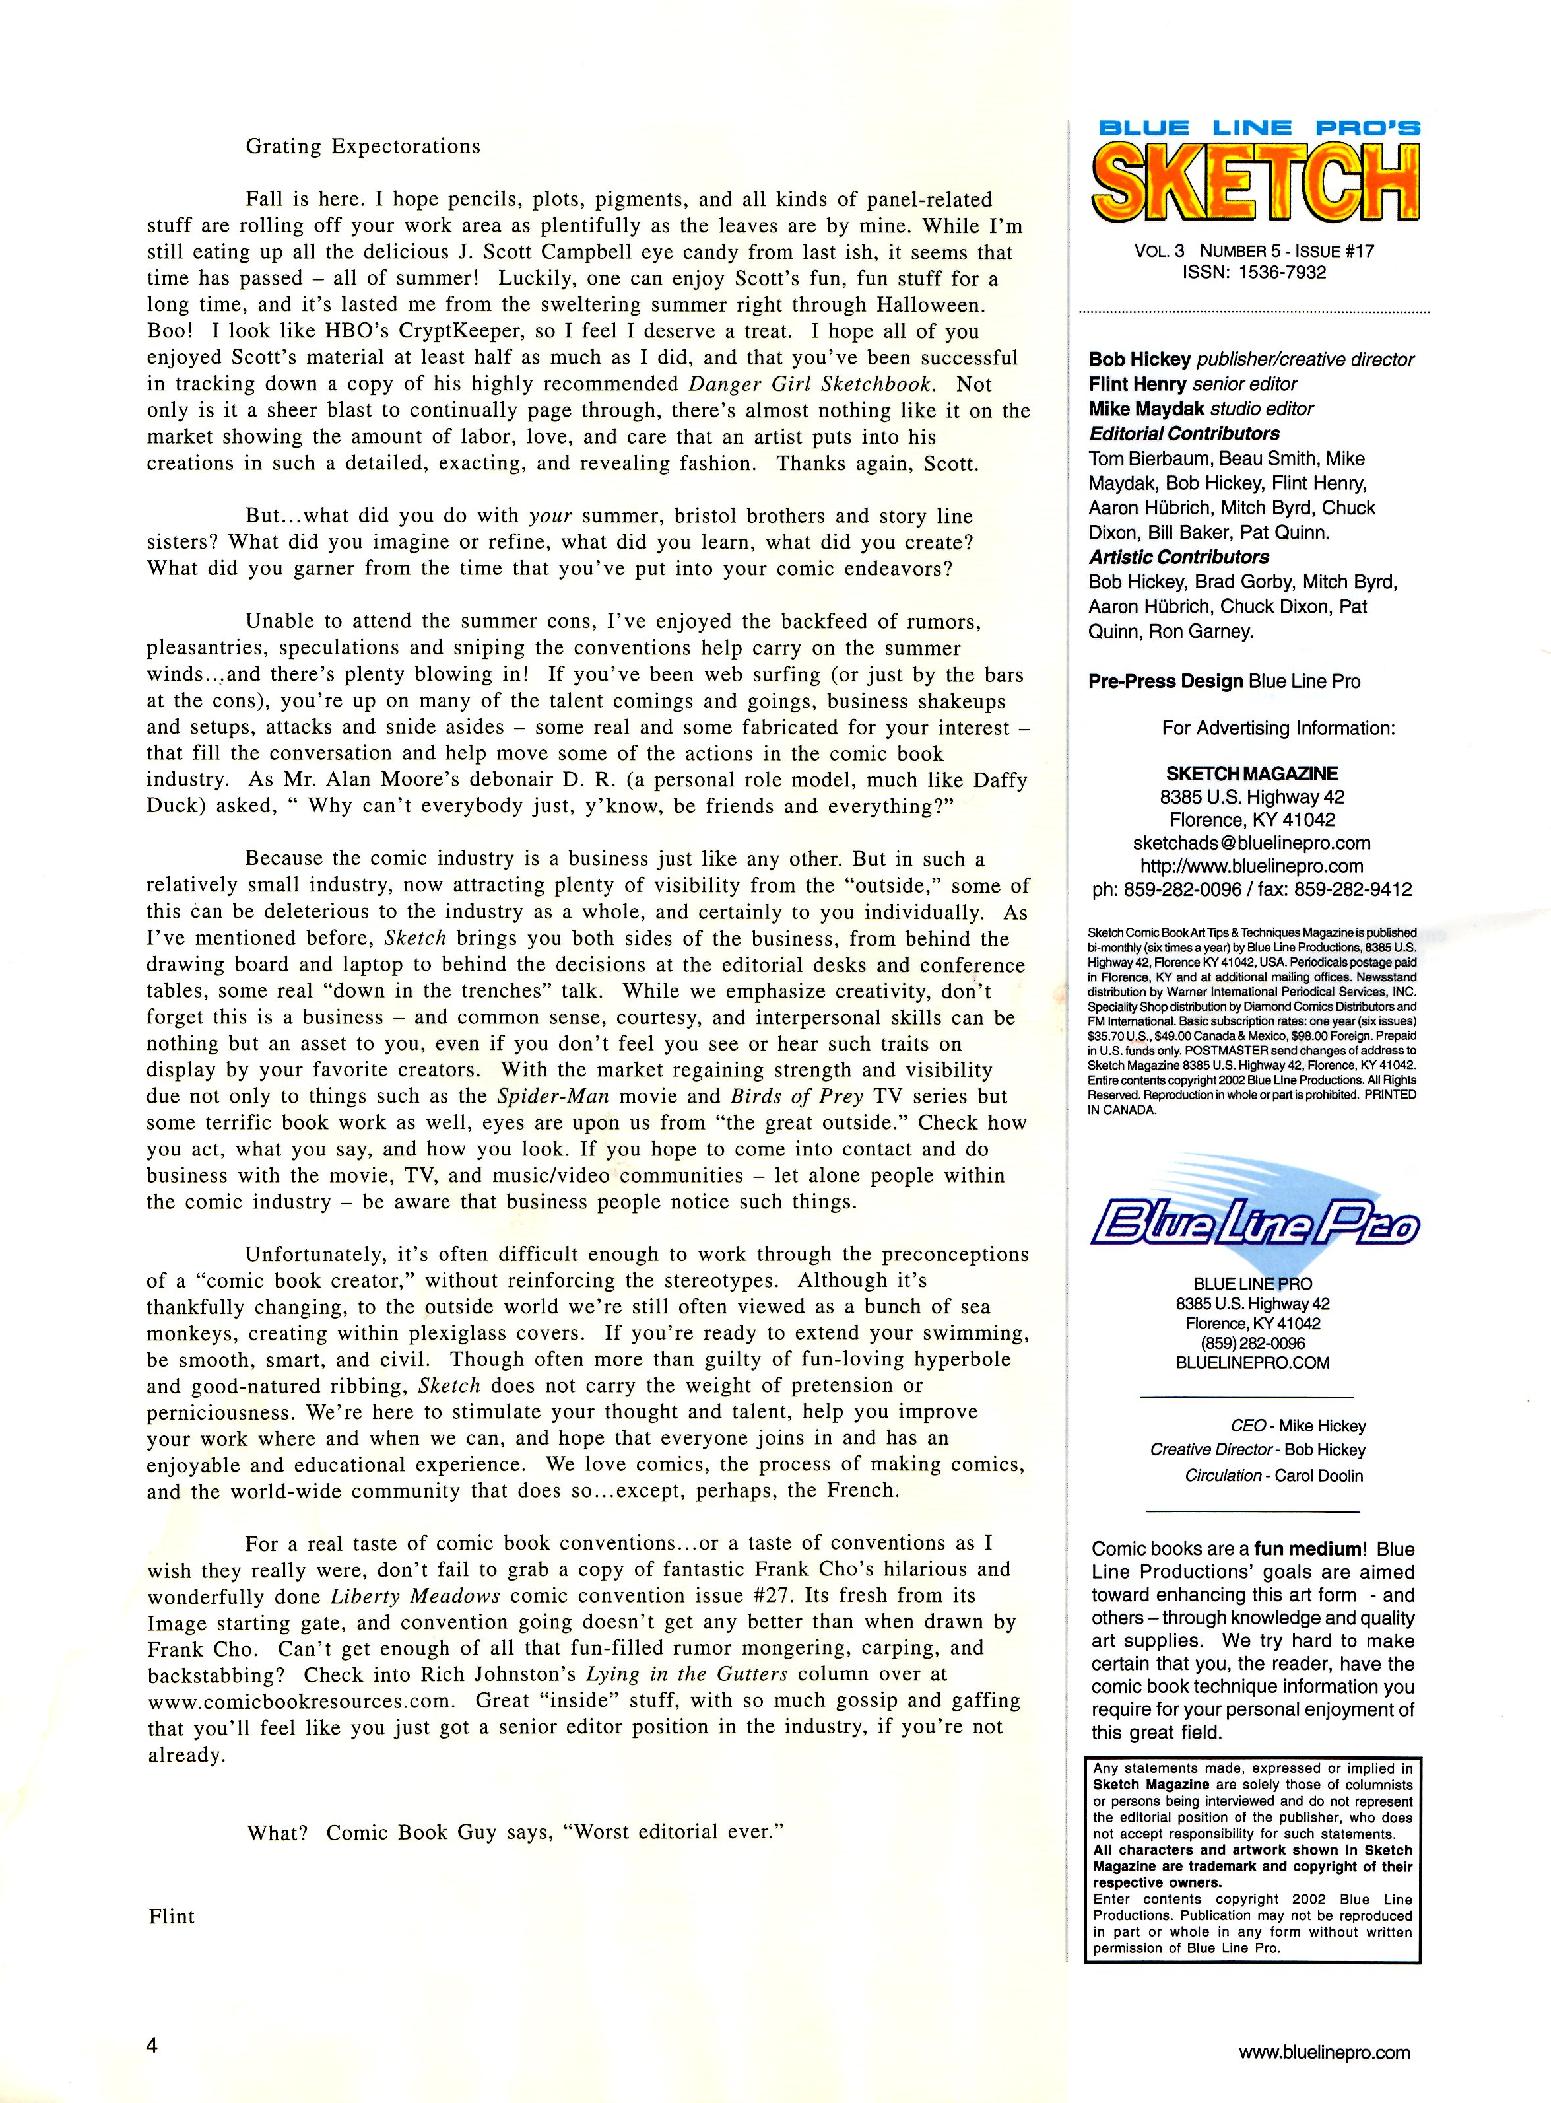 Grating Expectorations
Fall is here. I hope pencils, plots, pigments, and all kinds of panel-related
stuff are rolling off your work area as plentifully as the leaves are by mine. While I'm
still eating up all the delicious J. Scott Campbell eye candy from last ish, it seems that
time has passed – all of summer! Luckily, one can enjoy Scott's fun, fun stuff for a
long time, and it's lasted me from the sweltering summer right through Halloween.
Boo! I look like HBO's CryptKeeper, so I feel I deserve a treat. I hope all of you
enjoyed Scott's material at least half as much as I did, and that you've been successful
in tracking down a copy of his highly recommended Danger Girl Sketchbook. Not
only is it a sheer blast to continually page through, there's almost nothing like it on the
market showing the amount of labor, love, and care that an artist puts into his
creations in such a detailed, exacting, and revealing fashion. Thanks again, Scott.
But...what did you do with your summer, bristol brothers and story line
sisters? What did you imagine or refine, what did you learn, what did you create?
What did you garner from the time that you've put into your comic endeavors?
Unable to attend the summer cons, I've enjoyed the backfeed of rumors,
pleasantries, speculations and sniping the conventions help carry on the summer
winds...and there's plenty blowing in! If you've been web surfing (or just by the bars
at the cons), you're up on many of the talent comings and goings, business shakeups
and setups, attacks and snide asides – some real and some fabricated for your interest –
that fill the conversation and help move some of the actions in the comic book
industry. As Mr. Alan Moore's debonair D. R. (a personal role model, much like Daffy
Duck) asked, “ Why can't everybody just, y'know, be friends and everything?”
Because the comic industry is a business just like any other. But in such a
relatively small industry, now attracting plenty of visibility from the “outside,” some of
this can be deleterious to the industry as a whole, and certainly to you individually. As
I've mentioned before, Sketch brings you both sides of the business, from behind the
drawing board and laptop to behind the decisions at the editorial desks and conference
tables, some real “down in the trenches” talk. While we emphasize creativity, don't
forget this is a business – and common sense, courtesy, and interpersonal skills can be
nothing but an asset to you, even if you don't feel you see or hear such traits on
display by your favorite creators. With the market regaining strength and visibility
due not only to things such as the Spider-Man movie and Birds of Prey TV series but
some terrific book work as well, eyes are upon us from “the great outside.” Check how
you act, what you say, and how you look. If you hope to come into contact and do
business with the movie, TV, and music/video communities – let alone people within
the comic industry – be aware that business people notice such things.
Unfortunately, it's often difficult enough to work through the preconceptions
of a “comic book creator,” without reinforcing the stereotypes. Although it's
thankfully changing, to the outside world we're still often viewed as a bunch of sea
monkeys, creating within plexiglass covers. If you're ready to extend your swimming,
be smooth, smart, and civil. Though often more than guilty of fun-loving hyperbole
and good-natured ribbing, Sketch does not carry the weight of pretension or
perniciousness. We're here to stimulate your thought and talent, help you improve
your work where and when we can, and hope that everyone joins in and has an
enjoyable and educational experience. We love comics, the process of making comics,
and the world-wide community that does so...except, perhaps, the French.
For a real taste of comic book conventions...or a taste of conventions as I
wish they really were, don't fail to grab a copy of fantastic Frank Cho's hilarious and
wonderfully done Liberty Meadows comic convention issue #27. Its fresh from its
Image starting gate, and convention going doesn't get any better than when drawn by
Frank Cho. Can't get enough of all that fun-filled rumor mongering, carping, and
backstabbing? Check into Rich Johnston's Lying in the Gutters column over at
www.comicbookresources.com. Great “inside” stuff, with so much gossip and gaffing
that you'll feel like you just got a senior editor position in the industry, if you're not
already.
What? Comic Book Guy says, “Worst editorial ever.”
Flint
4
BLUE LINE PRO'S
SKETCH
VOL. 3 NUMBER 5 - ISSUE #17
ISSN: 1536-7932
Bob Hickey publisher/creative director
Flint Henry senior editor
Mike Maydak studio editor
Editorial Contributors
Tom Bierbaum, Beau Smith, Mike
Maydak, Bob Hickey, Flint Henry,
Aaron Hübrich, Mitch Byrd, Chuck
Dixon, Bill Baker, Pat Quinn.
Artistic Contributors
Bob Hickey, Brad Gorby, Mitch Byrd,
Aaron Hübrich, Chuck Dixon, Pat
Quinn, Ron Garney.
Pre-Press Design Blue Line Pro
For Advertising Information:
SKETCH MAGAZINE
8385 U.S. Highway 42
Florence, KY 41042
sketchads@bluelinepro.com
http://www.bluelinepro.com
ph: 859-282-0096 / fax: 859-282-9412
Sketch Comic Book Art Tips & Techniques Magazine is published
bi-monthly (six times a year) by Blue Line Productions, 8385 U.S.
Highway 42, Florence KY 41042, USA. Periodicals postage paid
in Florence, KY and at additional mailing offices. Newsstand
distribution by Warner International Periodical Services, INC.
Speciality Shop distribution by Diamond Comics Distributors and
FM International. Basic subscription rates: one year (six issues)
$35.70 U.S., $49.00 Canada & Mexico, $98.00 Foreign. Prepaid
in U.S. funds only. POSTMASTER send changes of address to
Sketch Magazine 8385 U.S. Highway 42, Florence, KY 41042.
Entire contents copyright 2002 Blue Line Productions. All Rights
Reserved. Reproduction in whole or part is prohibited. PRINTED
IN CANADA.
Blue Line Pro
BLUE LINE PRO
8385 U.S. Highway 42
Florence, KY 41042
(859) 282-0096
BLUELINEPRO.COM
CEO - Mike Hickey
Creative Director - Bob Hickey
Circulation - Carol Doolin
Comic books are a fun medium! Blue
Line Productions' goals are aimed
toward enhancing this art form - and
others – through knowledge and quality
art supplies. We try hard to make
certain that you, the reader, have the
comic book technique information you
require for your personal enjoyment of
this great field.
Any statements made, expressed or implied in
Sketch Magazine are solely those of columnists
or persons being interviewed and do not represent
the editorial position of the publisher, who does
not accept responsibility for such statements.
All characters and artwork shown in Sketch
Magazine are trademark and copyright of their
respective owners.
Enter contents copyright 2002 Blue Line
Productions. Publication may not be reproduced
in part or whole in any form without written
permission of Blue Line Pro.
www.bluelinepro.com